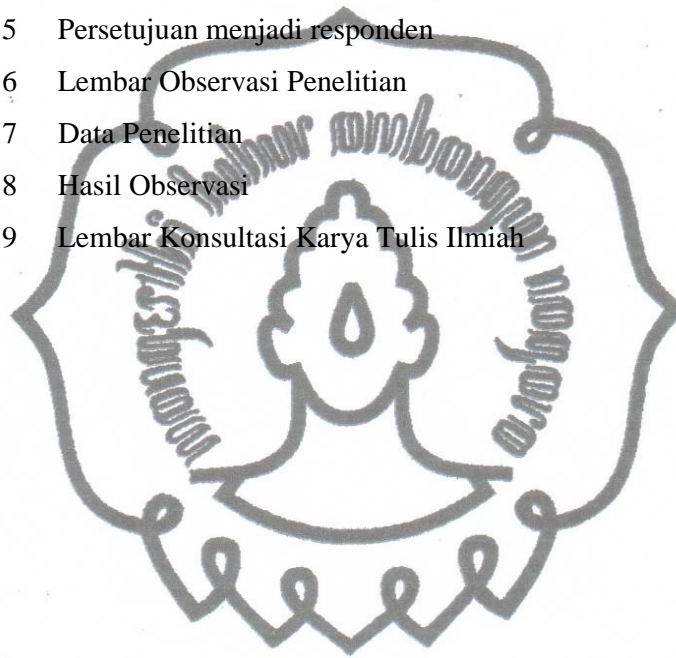 5 Persetujuan menjadi responden
6 Lembar Observasi Penelitian
7 Data Penelitian
8 Hasil Observasi
9 Lembar Konsultasi Karya Tulis Ilmiah